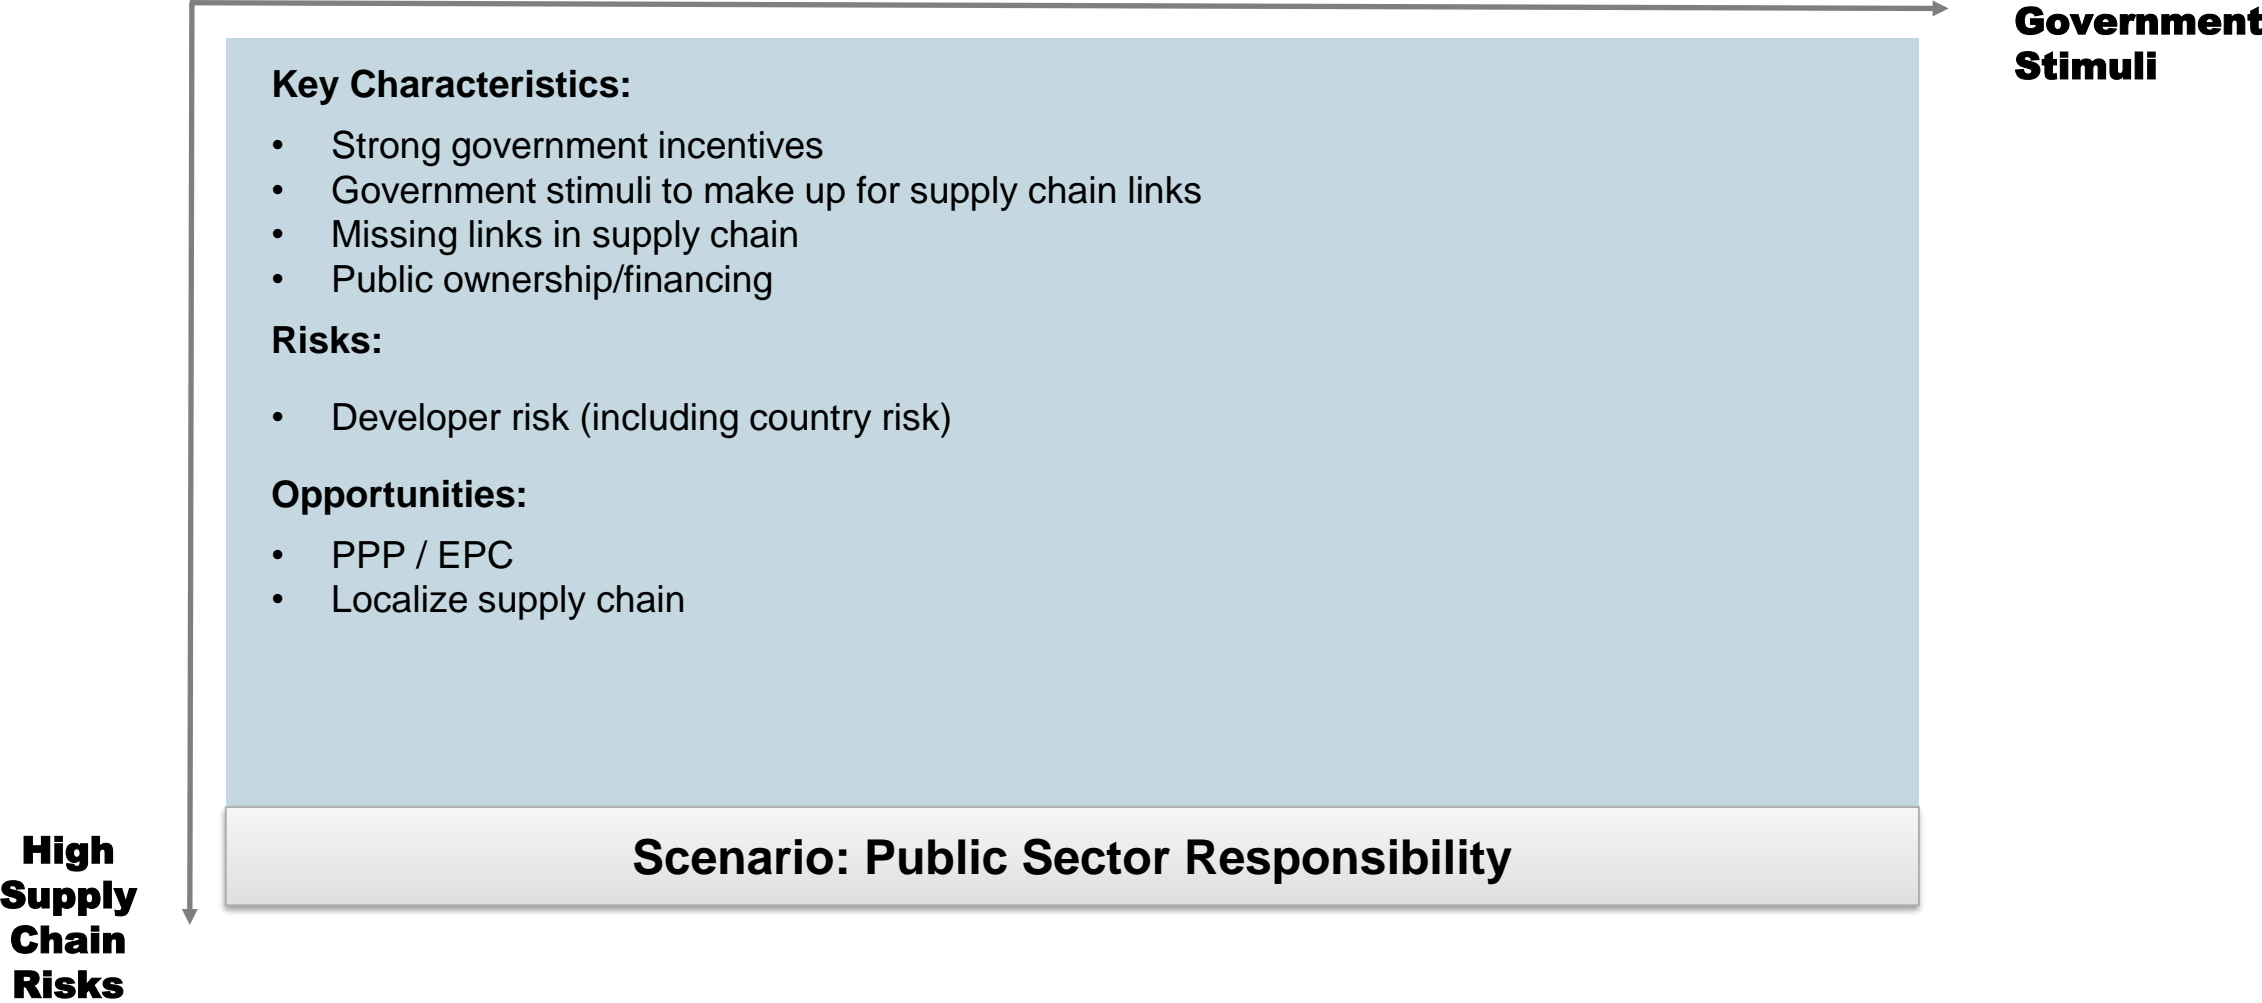 Government
Stimuli
Key Characteristics:
• Strong government incentives
• Government stimuli to make up for supply chain links
• Missing links in supply chain
• Public ownership/financing
Risks:
• Developer risk (including country risk)
Opportunities:
• PPP / EPC
• Localize supply chain
Scenario: Public Sector Responsibility
High
Supply
Chain
Risks